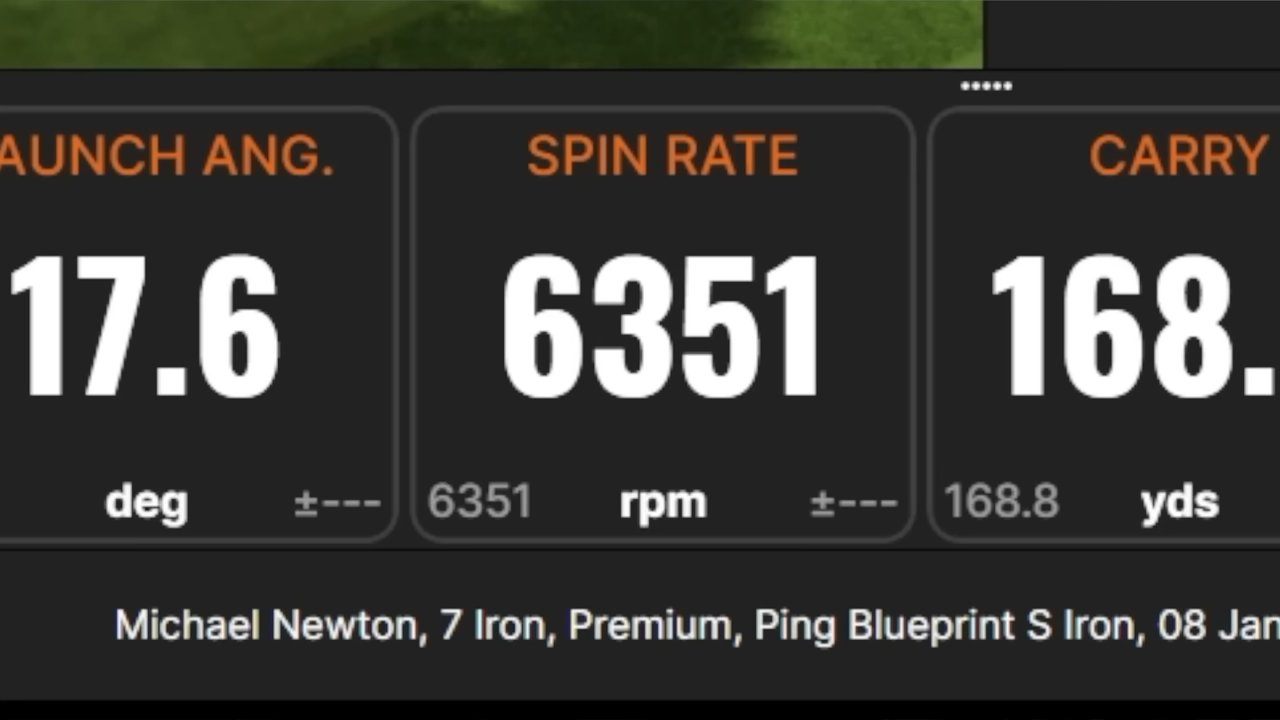 AUNCH ANG. SPIN RATE CARRY
17.6 6351 168.
deg ±--- 6351 rpm ±--- 168.8 yds
Michael Newton, 7 Iron, Premium, Ping Blueprint S Iron, 08 Jan